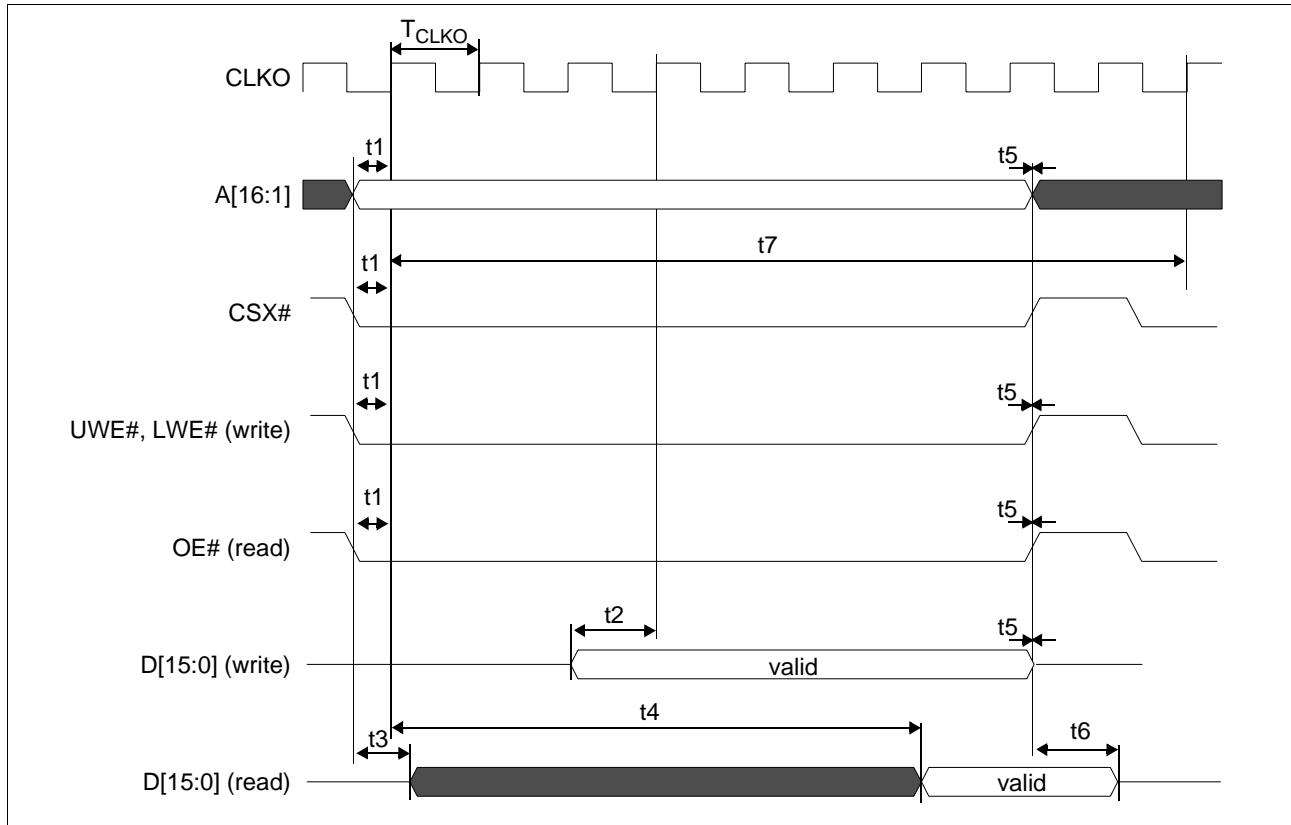 TCLKO
CLKO
t1
t5
A[16:1]
t7
t1
CSX#
t1
t5
UWE#, LWE# (write)
t1
t5
OE# (read)
t2
t5
D[15:0] (write)
valid
t4
t3
t6
D[15:0] (read)
valid